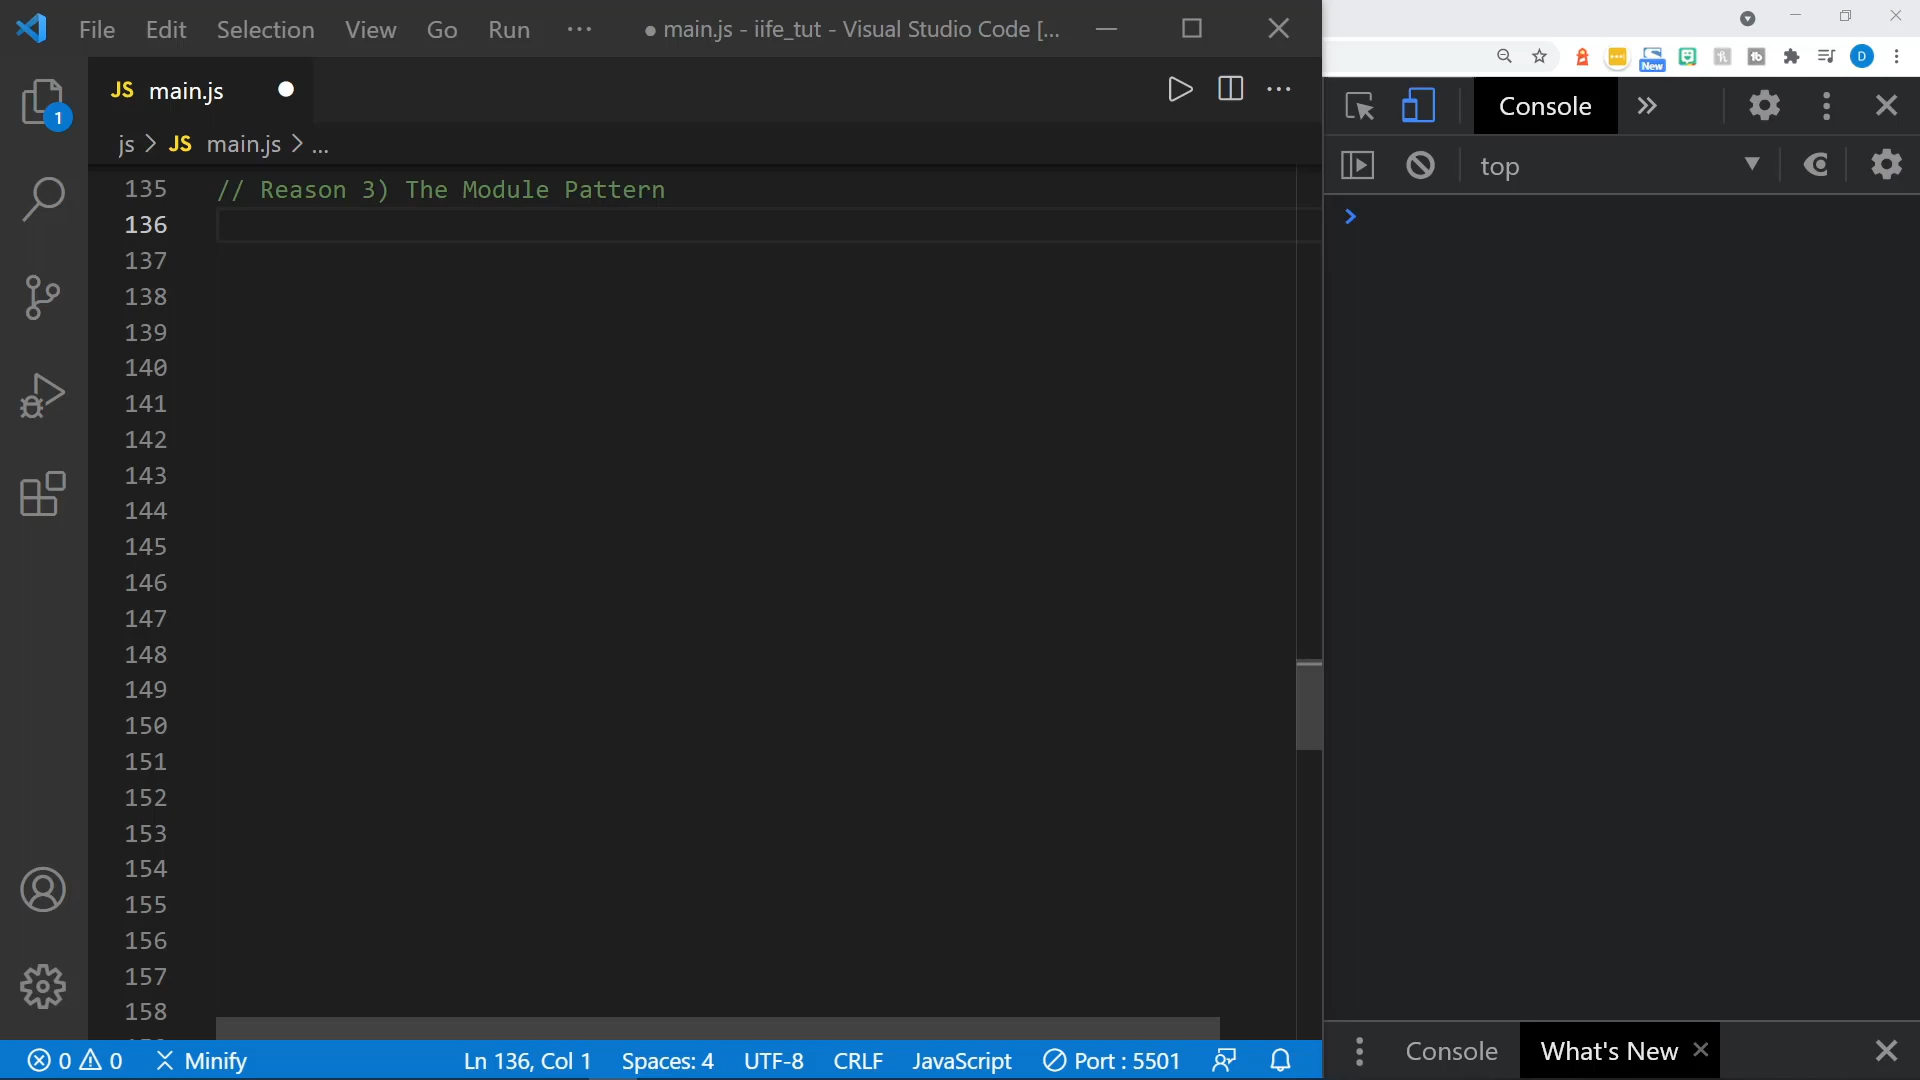 File Edit Selection View Go Run ··· ● main.js - iife_tut - Visual Studio Code [...
JS main.js
1
js > JS main.js > ...
135 // Reason 3) The Module Pattern
136
137
138
139
140
141
142
143
144
145
146
147
148
149
150
151
152
153
154
155
156
157
158
0 0 Minify Ln 136, Col 1 Spaces: 4 UTF-8 CRLF JavaScript Port : 5501
New D
Console
top
Console What's New